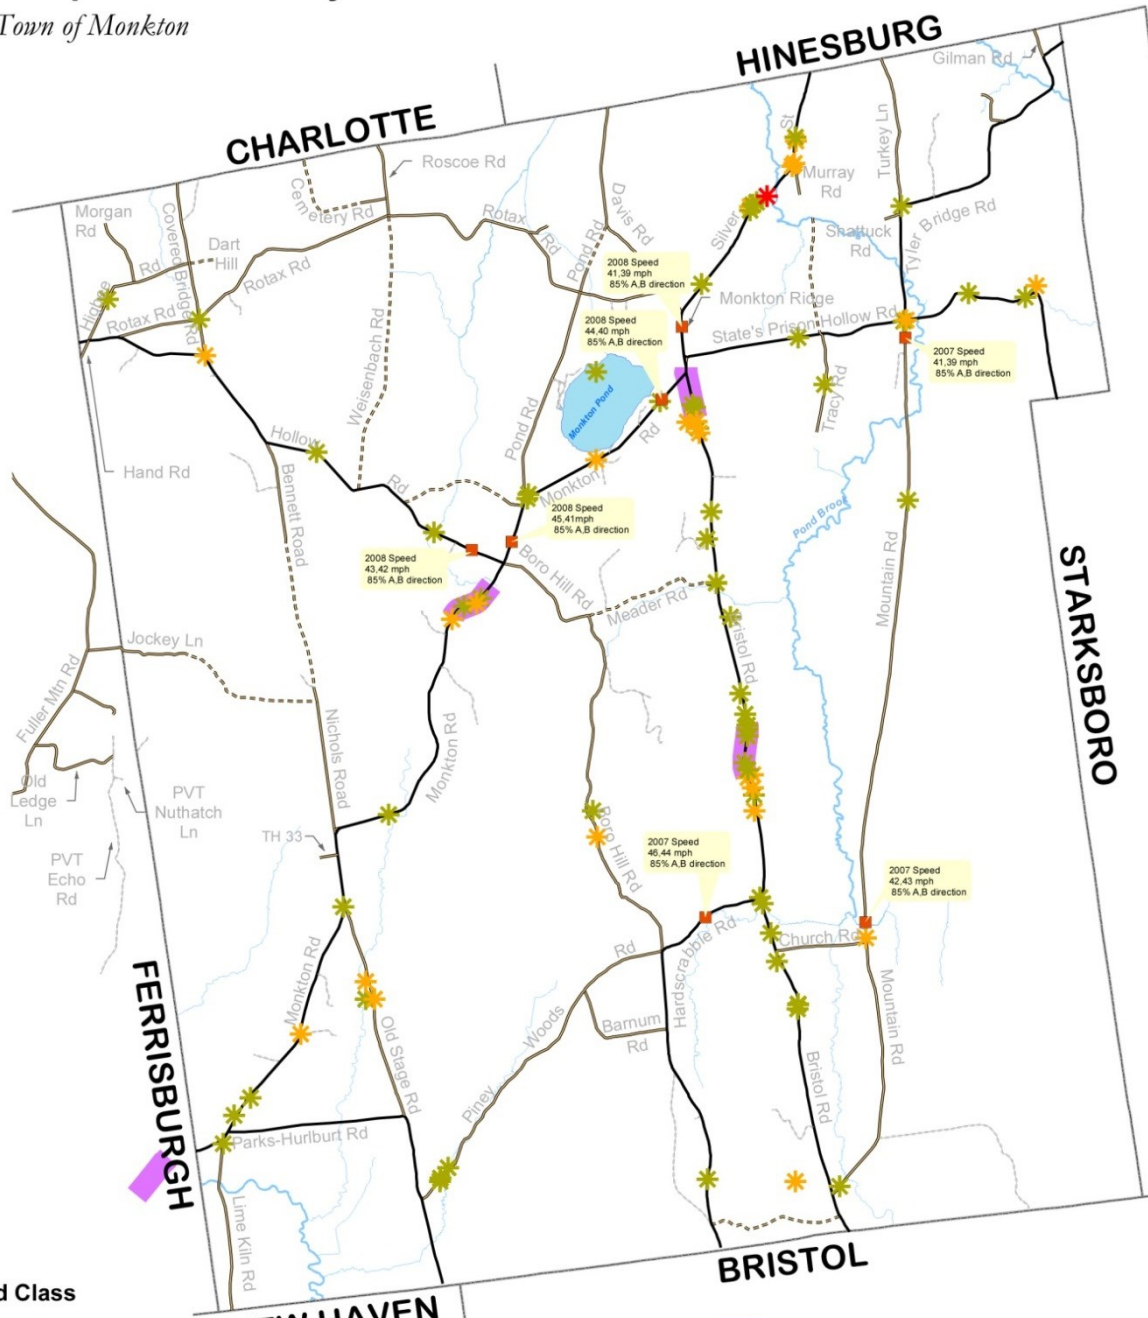 Town of Monkton
HINESBURG
Gilman Rd
CHARLOTTE
Roscoe Rd
Murray
Rd
Turkey Ln
Morgan
Rd
Cemetery Rd
Covered Bridge Rd
Dart
Hill
Rd
Higbee
Rotax Rd
Rotax Rd
Rotax
Rd
Davis Rd
Pond Rd
Silver
St
Shattuck
Rd
Tyler Bridge Rd
2008 Speed
41,39 mph
85% A,B direction
Monkton Ridge
State's Prison Hollow Rd
2008 Speed
44,40 mph
85% A,B direction
2007 Speed
41,39 mph
85% A,B direction
Monkton Pond
Weisenbach Rd
Tracy Rd
Pond Rd
Hand Rd
Hollow
Rd
Monkton
Rd
Bennett Road
2008 Speed
45,41mph
85% A,B direction
Pond Brook
2008 Speed
43,42 mph
85% A,B direction
Boro Hill Rd
Meader Rd
Mountain Rd
STARKSBORO
Bristol Rd
Jockey Ln
Fuller Mtn Rd
Nichols Road
Monkton Rd
Old
Ledge
Ln
PVT
Nuthatch
Ln
TH 33
PVT
Echo
Rd
Boro Hill Rd
2007 Speed
46,44 mph
85% A,B direction
2007 Speed
42,43 mph
85% A,B direction
Hardscrabble Rd
Church Rd
FERRISBURGH
Monkton Rd
Old Stage Rd
Piney
Woods
Rd
Barnum
Rd
Mountain Rd
Bristol Rd
Parks-Hurlburt Rd
Lime Kiln Rd
BRISTOL
d Class
EW HAVEN